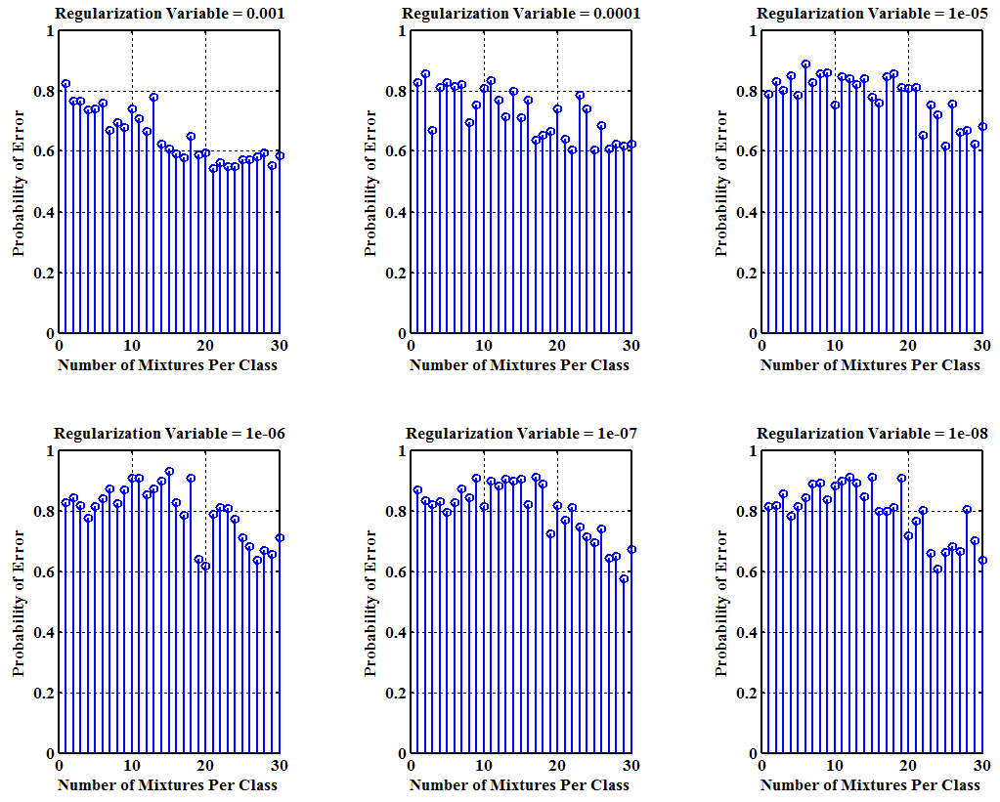 Regularization Variable = 0.001
1
0.8
0.6
0.4
0.2
0
0 10 20 30
Probability of Error
Number of Mixtures Per Class
Regularization Variable = 0.0001
1
0.8
0.6
0.4
0.2
0
0 10 20 30
Probability of Error
Number of Mixtures Per Class
Regularization Variable = 1e-05
1
0.8
0.6
0.4
0.2
0
0 10 20 30
Probability of Error
Number of Mixtures Per Class
Regularization Variable = 1e-06
1
0.8
0.6
0.4
0.2
0
0 10 20 30
Probability of Error
Number of Mixtures Per Class
Regularization Variable = 1e-07
1
0.8
0.6
0.4
0.2
0
0 10 20 30
Probability of Error
Number of Mixtures Per Class
Regularization Variable = 1e-08
1
0.8
0.6
0.4
0.2
0
0 10 20 30
Probability of Error
Number of Mixtures Per Class